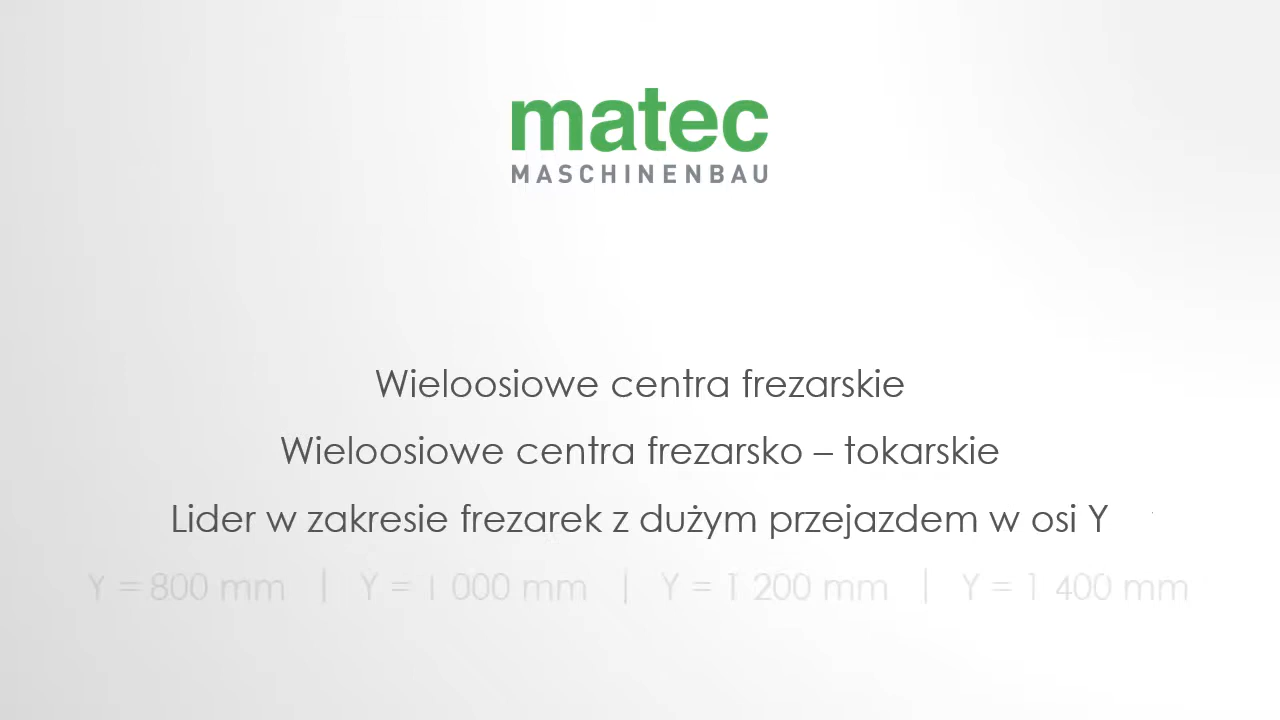 matec
MASCHINENBAU
Wieloosiowe centra frezarskie
Wieloosiowe centra frezarsko – tokarskie
Lider w zakresie frezarek z dużym przejazdem w osi Y
Y = 800 mm | Y = 1 000 mm | Y = 1 200 mm | Y = 1 400 mm